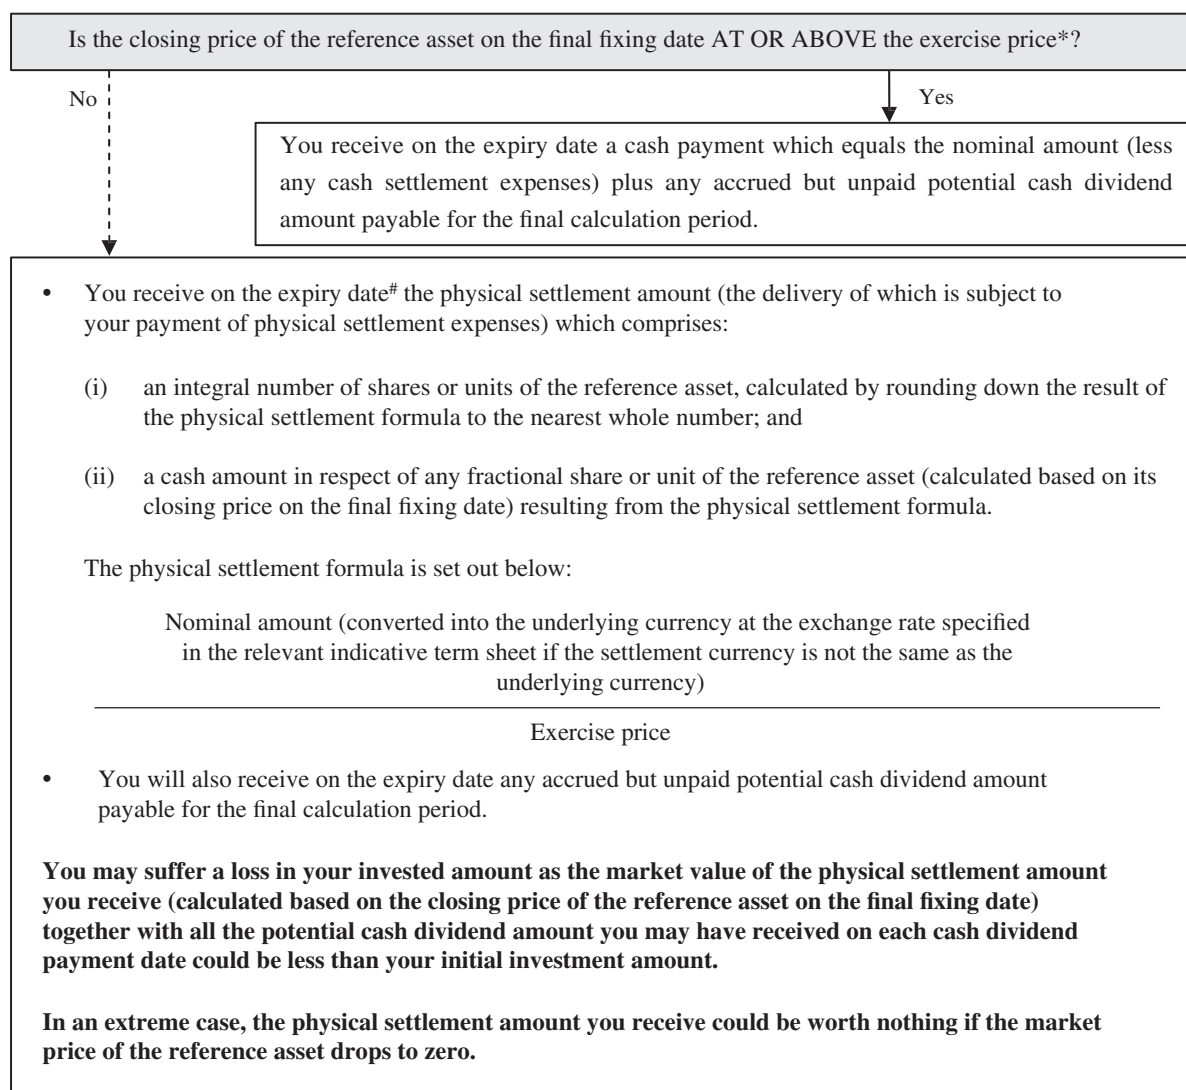 Is the closing price of the reference asset on the final fixing date AT OR ABOVE the exercise price*?
No
Yes
You receive on the expiry date a cash payment which equals the nominal amount (less
any cash settlement expenses) plus any accrued but unpaid potential cash dividend
amount payable for the final calculation period.
• You receive on the expiry date# the physical settlement amount (the delivery of which is subject to
your payment of physical settlement expenses) which comprises:
(i) an integral number of shares or units of the reference asset, calculated by rounding down the result of
the physical settlement formula to the nearest whole number; and
(ii) a cash amount in respect of any fractional share or unit of the reference asset (calculated based on its
closing price on the final fixing date) resulting from the physical settlement formula.
The physical settlement formula is set out below:
Nominal amount (converted into the underlying currency at the exchange rate specified
in the relevant indicative term sheet if the settlement currency is not the same as the
underlying currency)
Exercise price
• You will also receive on the expiry date any accrued but unpaid potential cash dividend amount
payable for the final calculation period.
You may suffer a loss in your invested amount as the market value of the physical settlement amount
you receive (calculated based on the closing price of the reference asset on the final fixing date)
together with all the potential cash dividend amount you may have received on each cash dividend
payment date could be less than your initial investment amount.
In an extreme case, the physical settlement amount you receive could be worth nothing if the market
price of the reference asset drops to zero.